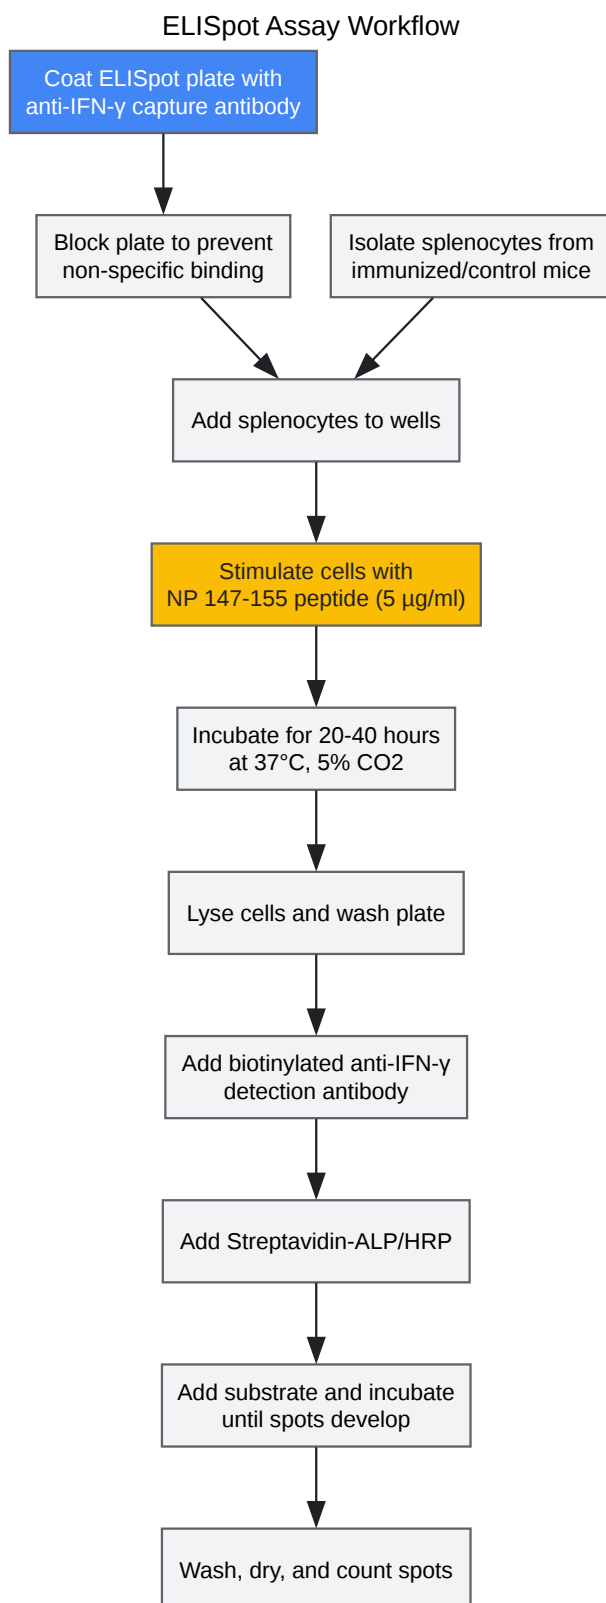 ELISpot Assay Workflow
Coat ELISpot plate with
anti-IFN-γ capture antibody
Block plate to prevent
non-specific binding
Isolate splenocytes from
immunized/control mice
Add splenocytes to wells
Stimulate cells with
NP 147-155 peptide (5 µg/ml)
Incubate for 20-40 hours
at 37°C, 5% CO2
Lyse cells and wash plate
Add biotinylated anti-IFN-γ
detection antibody
Add Streptavidin-ALP/HRP
Add substrate and incubate
until spots develop
Wash, dry, and count spots